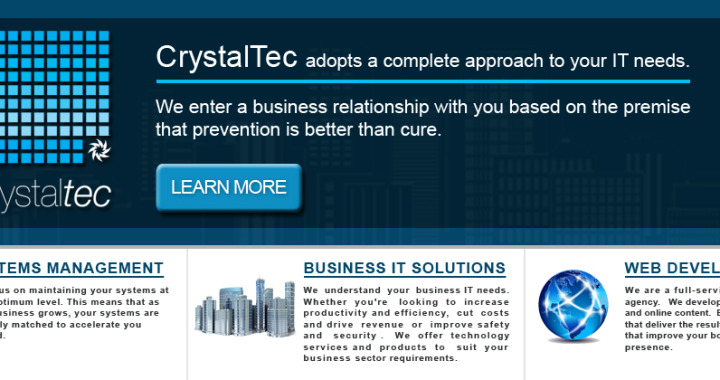 CrystalTec adopts a complete approach to your IT needs.
We enter a business relationship with you based on the premise
that prevention is better than cure.
LEARN MORE
ystaltec
TEMS MANAGEMENT
us on maintaining your systems at
ptimum level. This means that as
usiness grows, your systems are
ly matched to accelerate you
d.
BUSINESS IT SOLUTIONS
We understand your business IT needs.
Whether you're looking to increase
productivity and efficiency, cut costs
and drive revenue or improve safety
and security. We offer technology
services and products to suit your
business sector requirements.
WEB DEVEL
We are a full-servi
agency. We develop
and online content. E
that deliver the result
that improve your bo
presence.